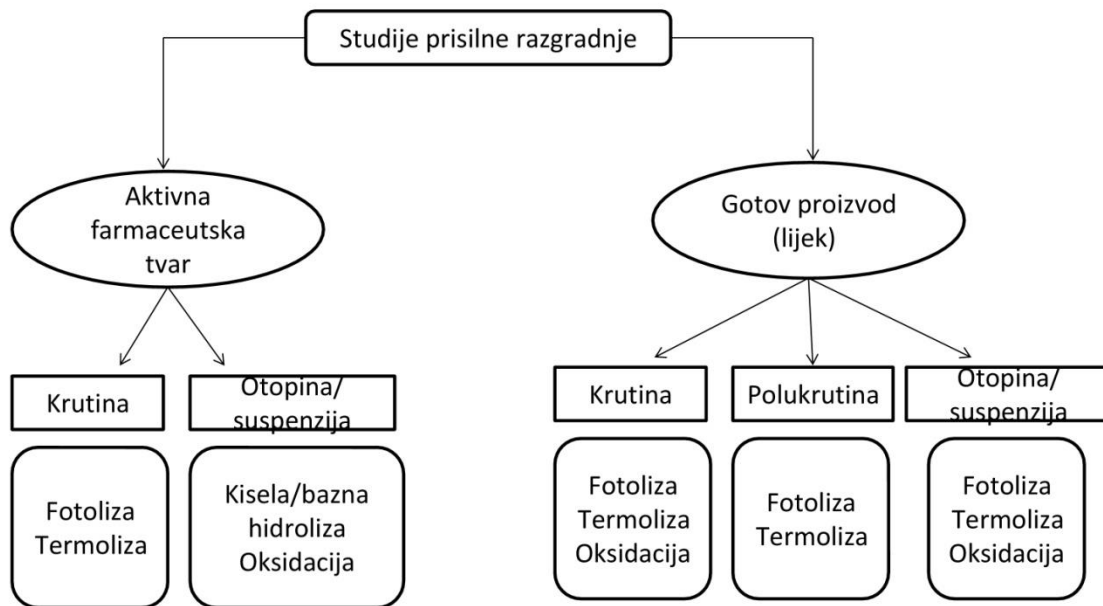 Studije prisilne razgradnje
Aktivna
farmaceutska
tvar
Gotov proizvod
(lijek)
Krutina
Otopina/
suspenzija
Krutina
Polukrutina
Otopina/
suspenzija
Fotoliza
Termoliza
Kisela/bazna
hidroliza
Oksidacija
Fotoliza
Termoliza
Oksidacija
Fotoliza
Termoliza
Fotoliza
Termoliza
Oksidacija